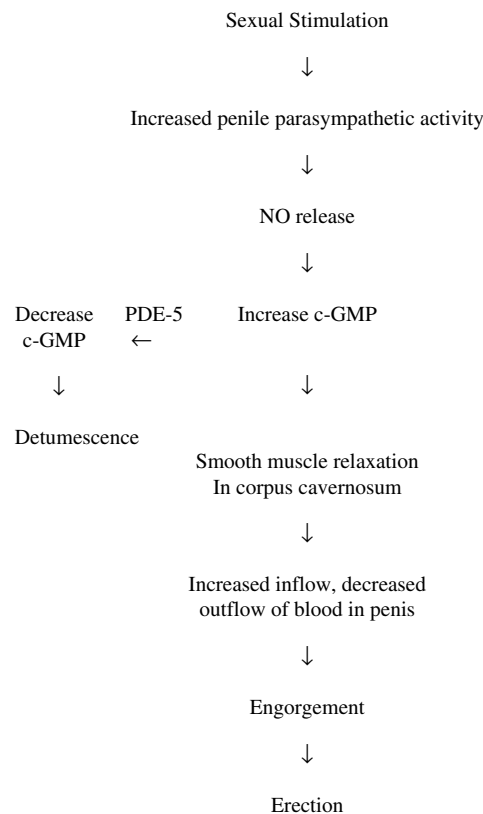 Sexual Stimulation
↓
Increased penile parasympathetic activity
↓
NO release
↓
Decrease PDE-5 Increase c-GMP
c-GMP ←
↓ ↓
Detumescence
Smooth muscle relaxation
In corpus cavernosum
↓
Increased inflow, decreased
outflow of blood in penis
↓
Engorgement
↓
Erection